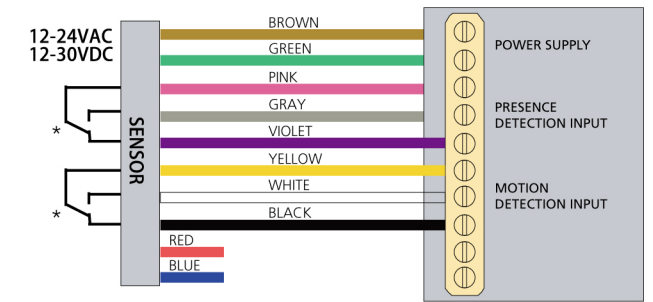 12-24VAC
12-30VDC
BROWN
GREEN
PINK
GRAY
VIOLET
YELLOW
WHITE
BLACK
RED
BLUE
*
*
SENSOR
POWER SUPPLY
PRESENCE
DETECTION INPUT
MOTION
DETECTION INPUT